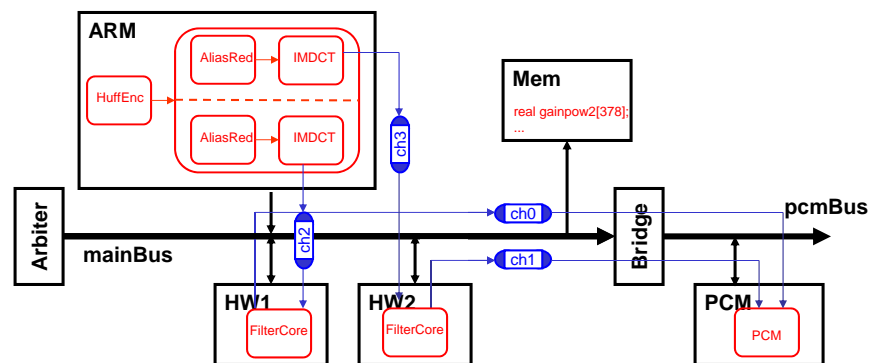 ARM
AliasRed
IMDCT
HuffEnc
AliasRed
IMDCT
ch3
Mem
real gainpow2[378];
...
Arbiter
mainBus
ch2
ch0
ch1
Bridge
pcmBus
HW1
FilterCore
HW2
FilterCore
PCM
PCM